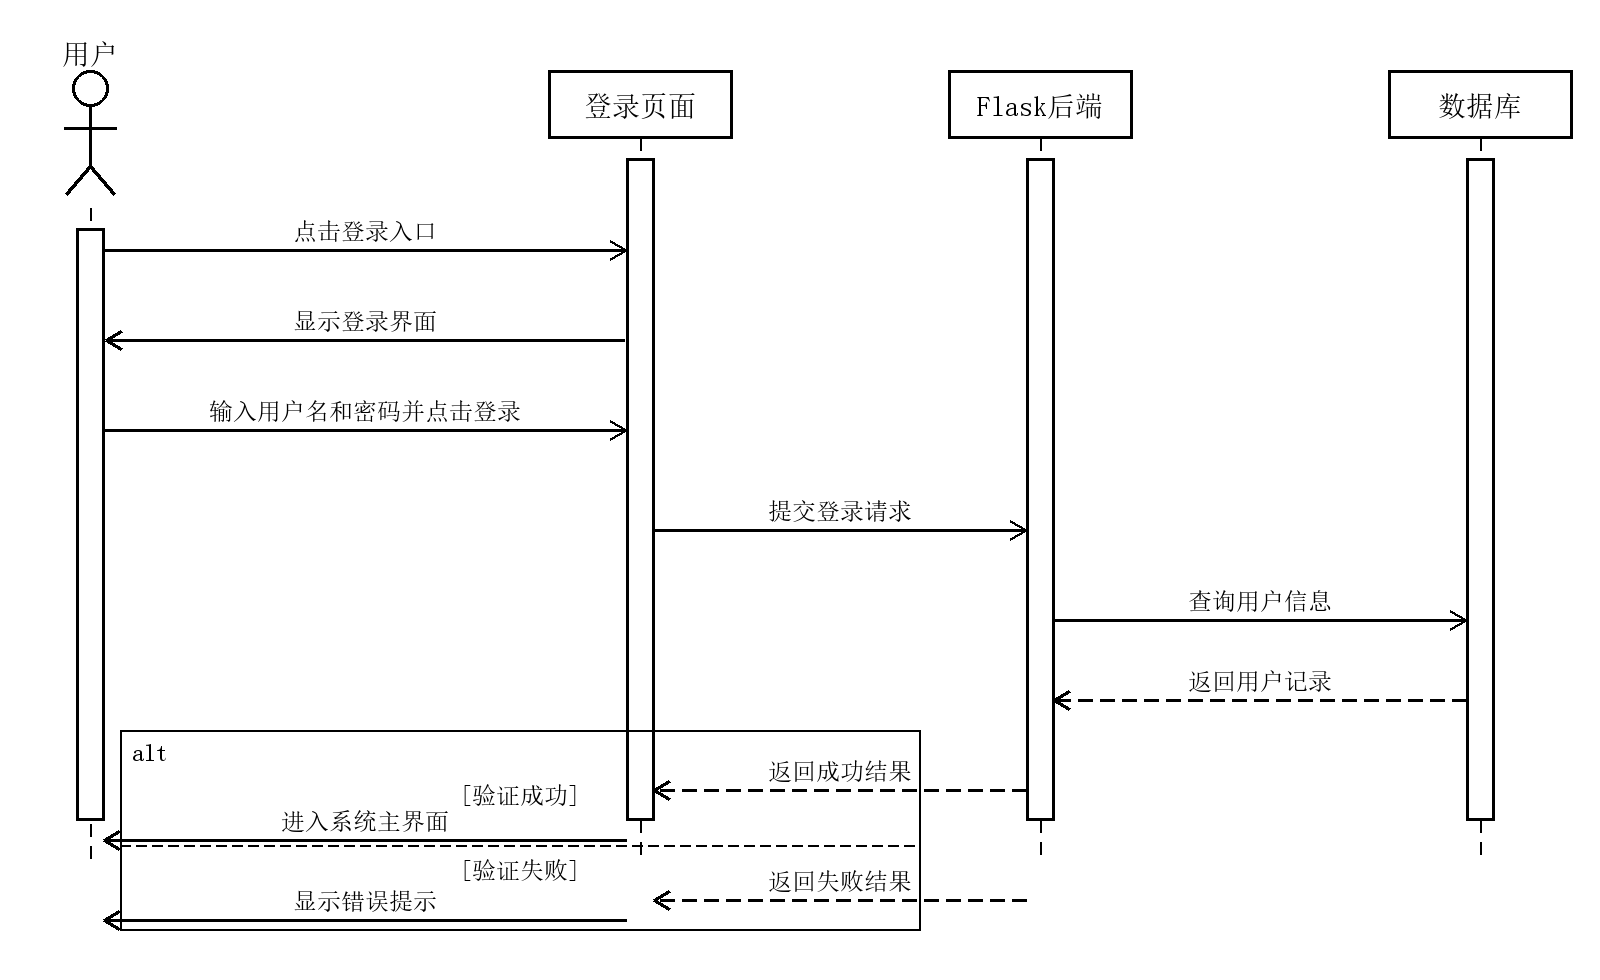 用户
登录页面
Flask后端
数据库
点击登录入口
显示登录界面
输入用户名和密码并点击登录
提交登录请求
查询用户信息
返回用户记录
alt
返回成功结果
[验证成功]
进入系统主界面
[验证失败]
返回失败结果
显示错误提示